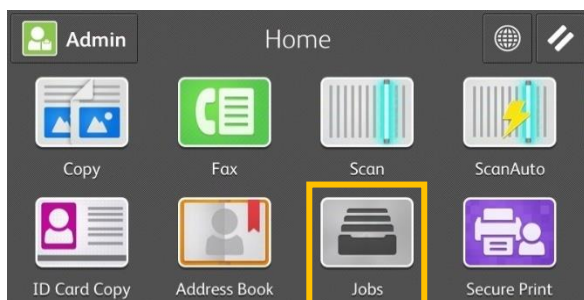 Admin
Home
Copy
Fax
Scan
ScanAuto
ID Card Copy
Address Book
Jobs
Secure Print